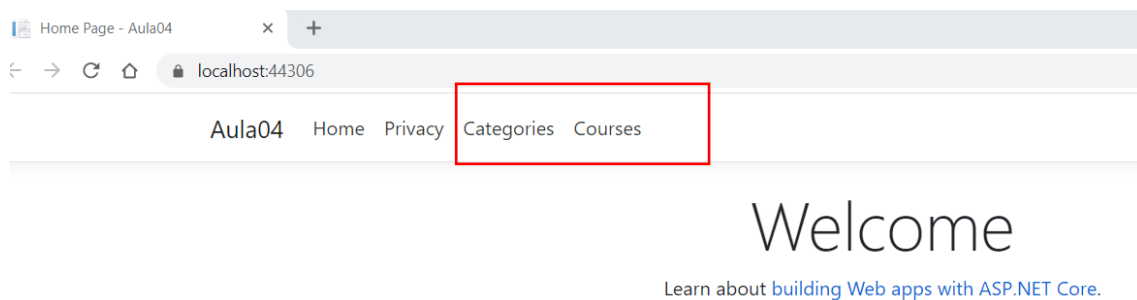 Home Page - Aula04
localhost:44306
Aula04 Home Privacy Categories Courses
Welcome
Learn about building Web apps with ASP.NET Core.